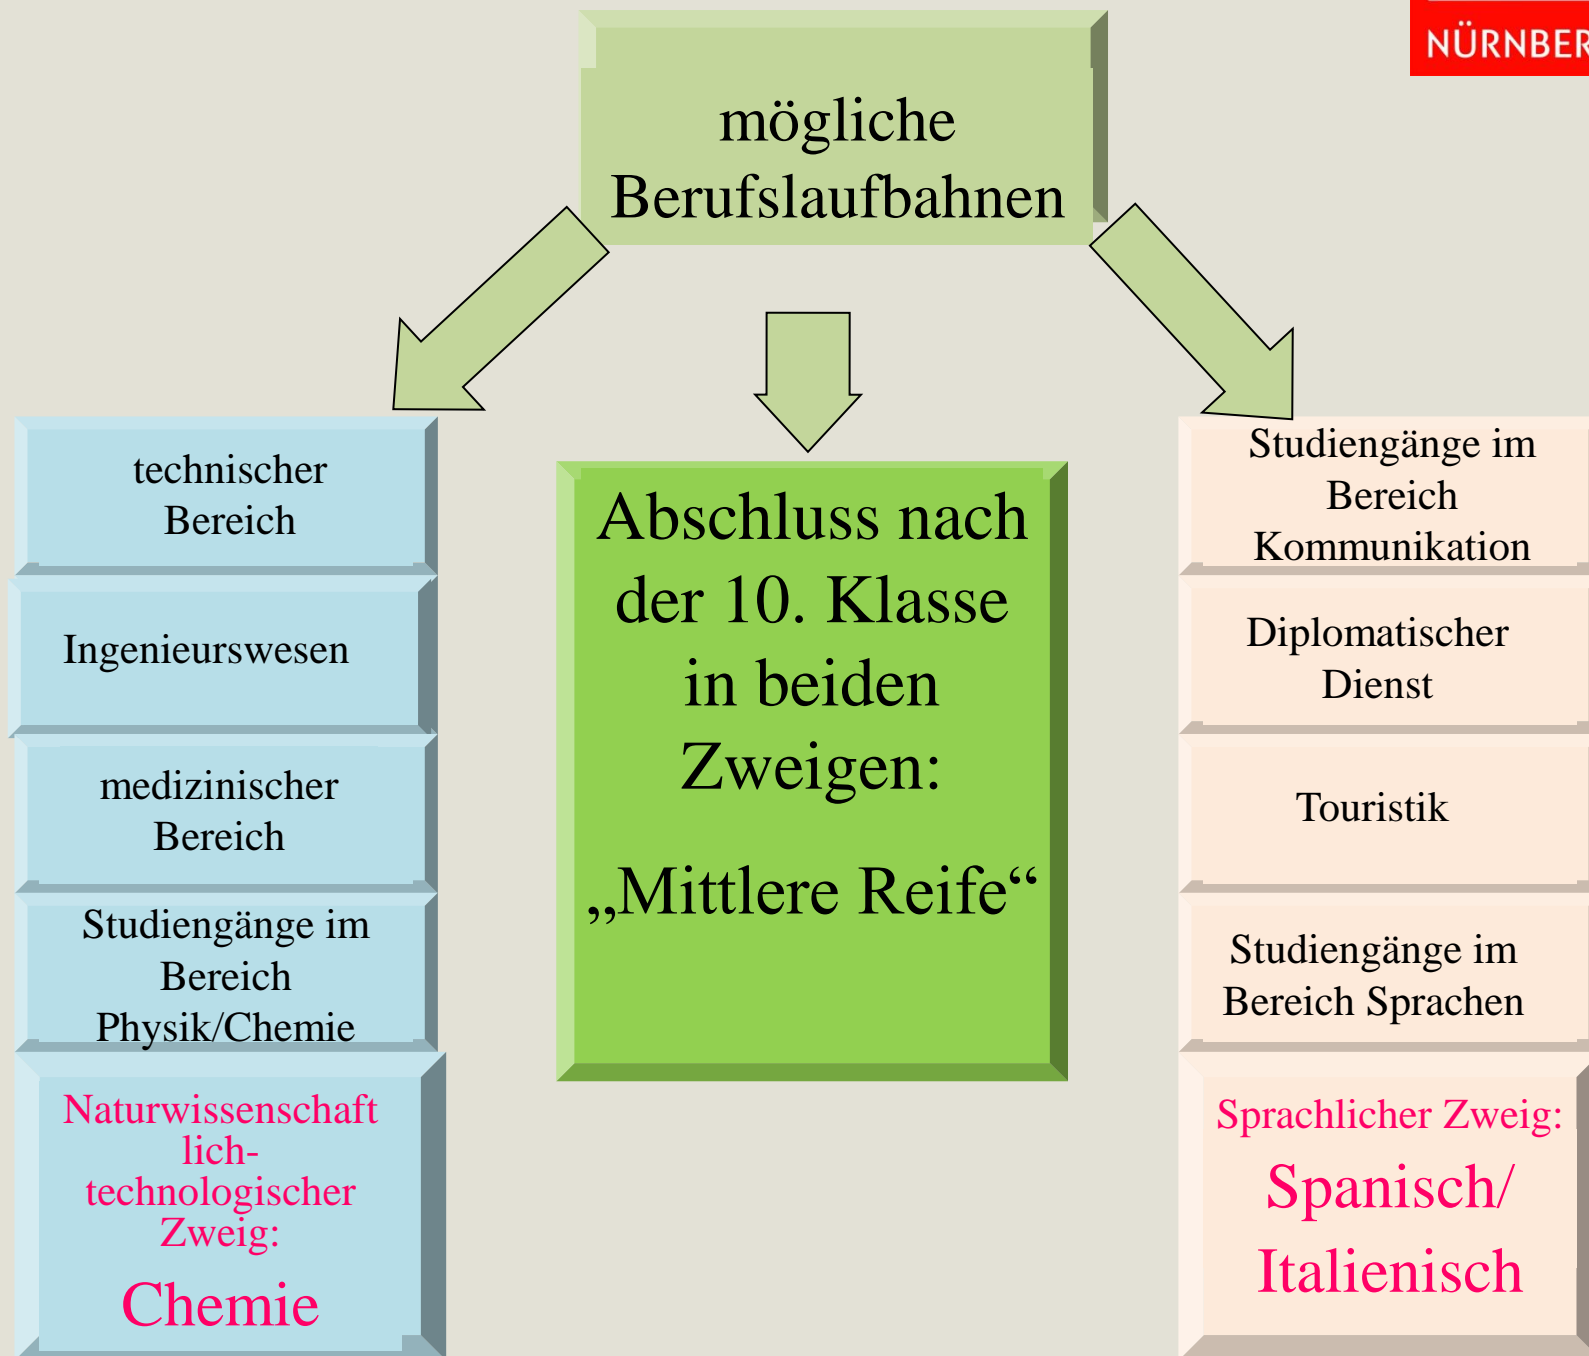 NÜRNBER
mögliche
Berufslaufbahnen
technischer
Bereich
Ingenieurswesen
medizinischer
Bereich
Studiengänge im
Bereich
Physik/Chemie
Naturwissenschaft
lich-
technologischer
Zweig:
Chemie
Abschluss nach
der 10. Klasse
in beiden
Zweigen:
„Mittlere Reife“
Studiengänge im
Bereich
Kommunikation
Diplomatischer
Dienst
Touristik
Studiengänge im
Bereich Sprachen
Sprachlicher Zweig:
Spanisch/
Italienisch